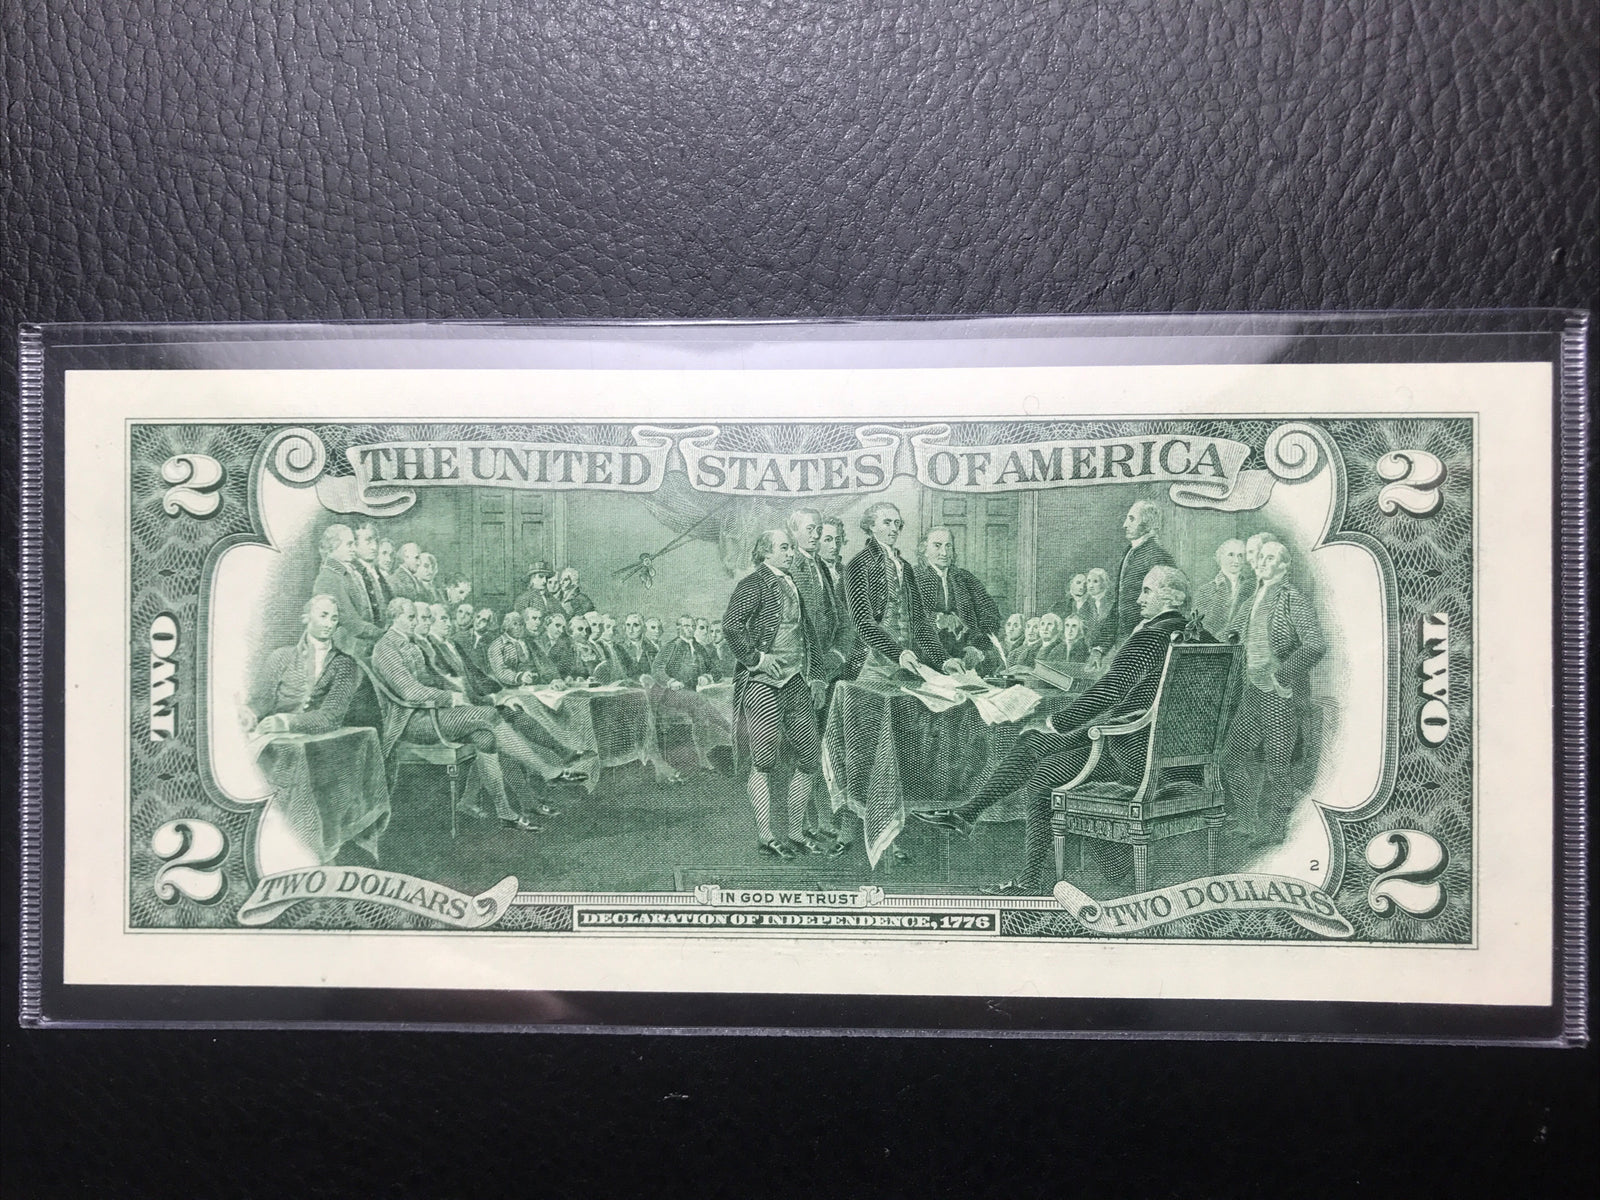 THE UNITED STATES OF AMERICA
2 2
TWO TWO
2 2
2
TWO DOLLARS TWO DOLLARS
IN GOD WE TRUST
DECLARATION OF INDEPENDENCE, 1776